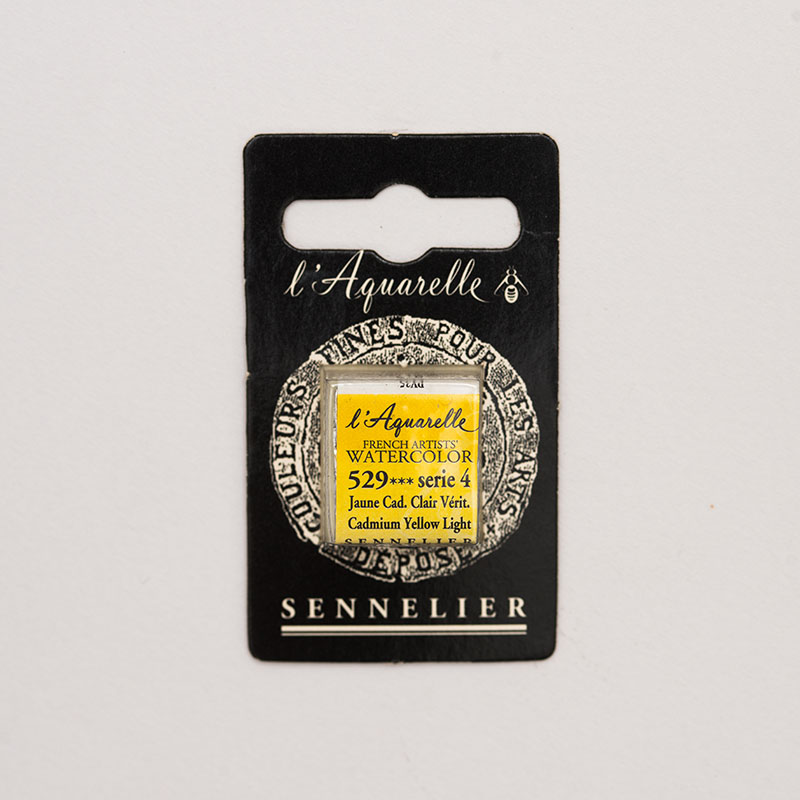 l'Aquarelle
COULEURS FINES POUR LES ARTS
DÉPOSÉ
l'Aquarelle
FRENCH ARTISTS'
WATERCOLOR
529*** serie 4
Jaune Cad. Clair Vérit.
Cadmium Yellow Light
SENNELIER
SENNELIER